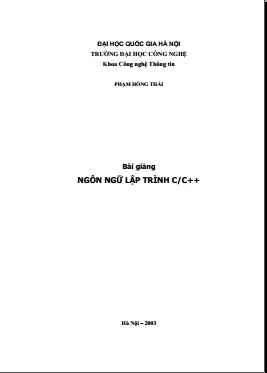 ĐẠI HỌC QUỐC GIA HÀ NỘI
TRƯỜNG ĐẠI HỌC CÔNG NGHỆ
Khoa Công nghệ Thông tin
PHẠM HỒNG THÁI
Bài giảng
NGÔN NGỮ LẬP TRÌNH C/C++
Hà Nội – 2003